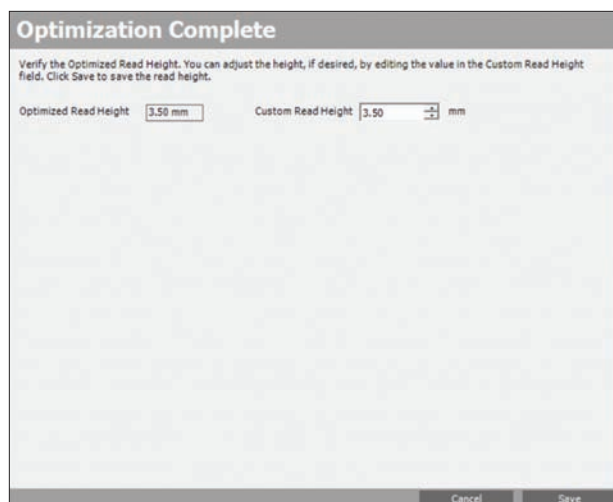 Optimization Complete
Verify the Optimized Read Height. You can adjust the height, if desired, by editing the value in the Custom Read Height
field. Click Save to save the read height.
Optimized Read Height 3.50 mm Custom Read Height 3.50 mm
Cancel Save